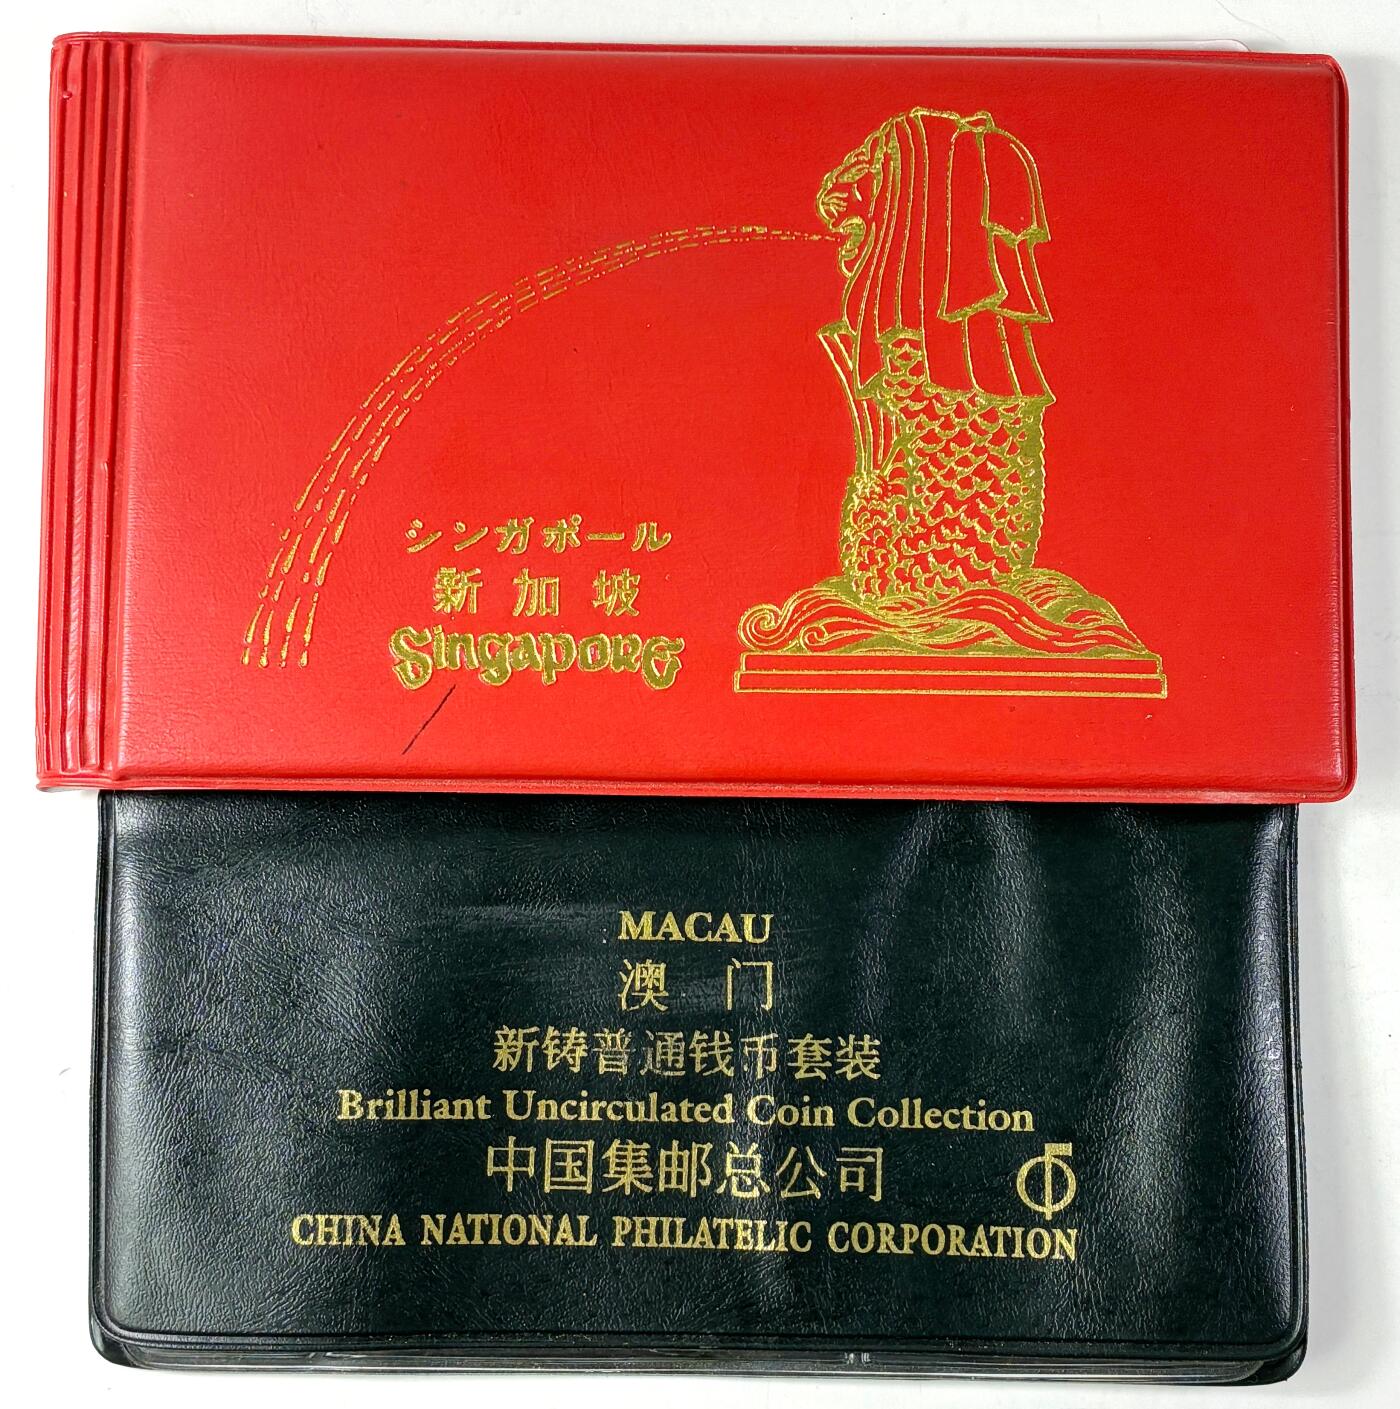 シンガポール
新加坡
Singapore
MACAU
澳门
新铸普通钱币套装
Brilliant Uncirculated Coin Collection
中国集邮总公司
CHINA NATIONAL PHILATELIC CORPORATION